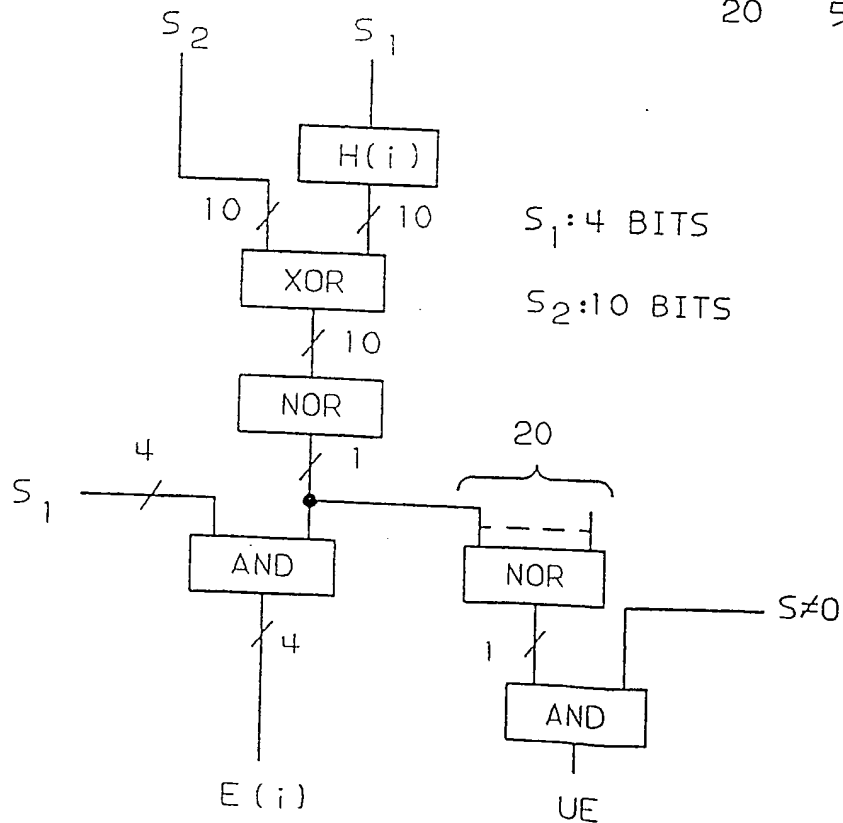 20 5
S2 S1
H(i)
10 10
S1:4 BITS
XOR
S2:10 BITS
10
NOR
20
4 1
S1
AND
NOR
S≠0
4 1
AND
E(i)
UE